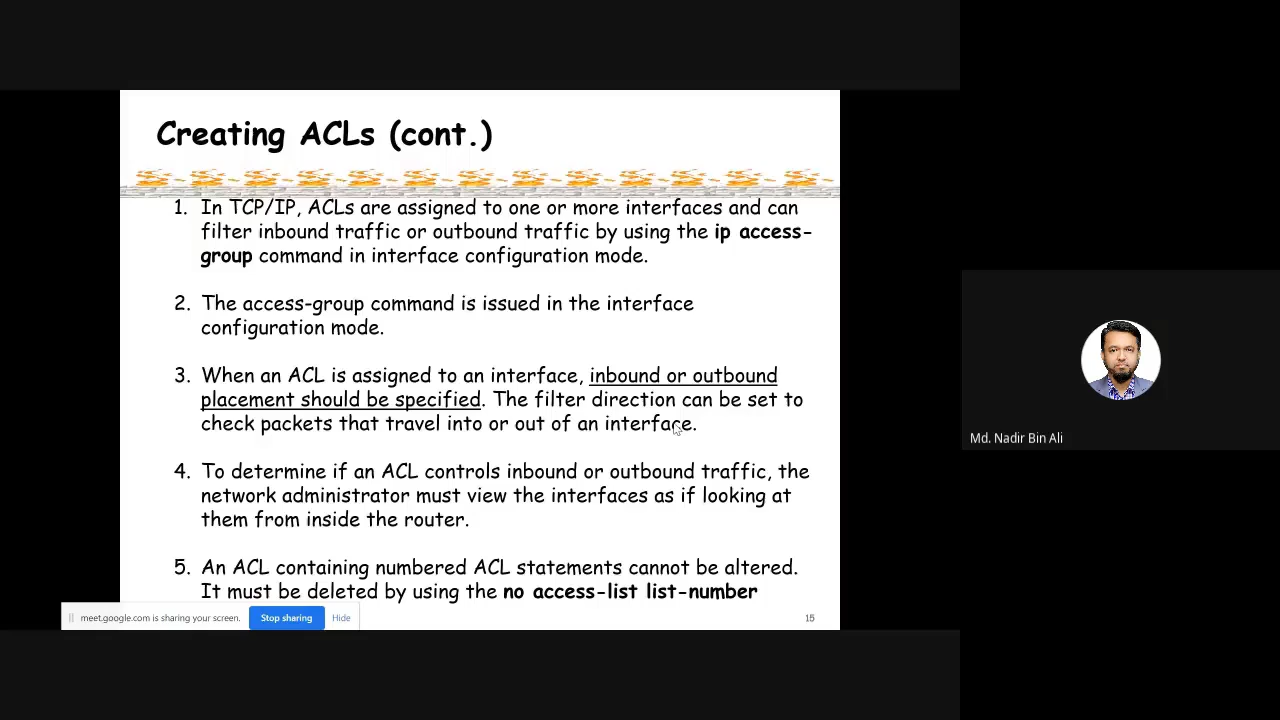 Creating ACLs (cont.)
1. In TCP/IP, ACLs are assigned to one or more interfaces and can
filter inbound traffic or outbound traffic by using the ip access-
group command in interface configuration mode.
2. The access-group command is issued in the interface
configuration mode.
3. When an ACL is assigned to an interface, inbound or outbound
placement should be specified. The filter direction can be set to
check packets that travel into or out of an interface.
4. To determine if an ACL controls inbound or outbound traffic, the
network administrator must view the interfaces as if looking at
them from inside the router.
5. An ACL containing numbered ACL statements cannot be altered.
It must be deleted by using the no access-list list-number
meet.google.com is sharing your screen.
Stop sharing
Hide
15
Md. Nadir Bin Ali